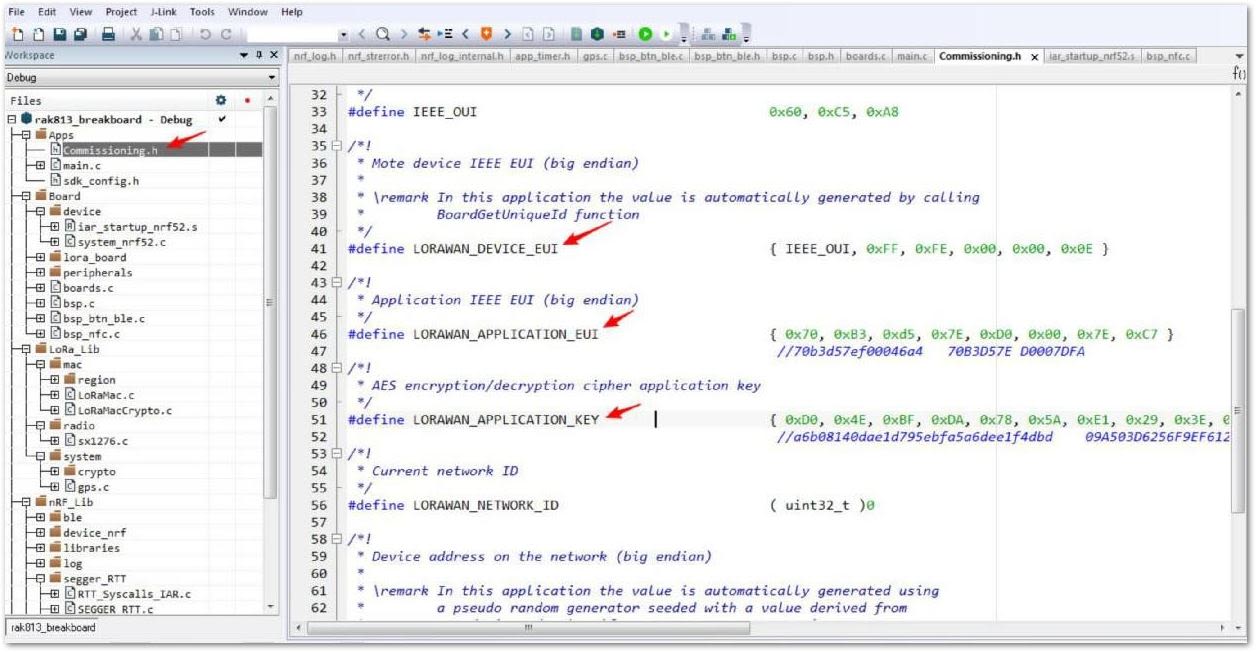 File Edit View Project J-Link Tools Window Help
Workspace
nrf_log.h nrf_strerror.h nrf_log_internal.h app_timer.h gps.c bsp_btn_ble.c bsp_btn_ble.h bsp.c bsp.h boards.c main.c Commissioning.h x iar_startup_nrf52.s bsp_nfc.c
Debug
f()
Files
rak813_breakboard - Debug
Apps
Commissioning.h
main.c
sdk_config.h
Board
device
iar_startup_nrf52.s
system_nrf52.c
lora_board
peripherals
boards.c
bsp.c
bsp_btn_ble.c
bsp_nfc.c
LoRa_Lib
mac
region
LoRaMac.c
LoRaMacCrypto.c
radio
sx1276.c
system
crypto
gps.c
nRF_Lib
ble
device_nrf
libraries
log
segger_RTT
RTT_Syscalls_IAR.c
SEGGER_RTT.c
rak813_breakboard
32 */
33 #define IEEE_OUI 0x60, 0xC5, 0xA8
34
35 /*!
36 * Mote device IEEE EUI (big endian)
37 *
38 * \remark In this application the value is automatically generated by calling
39 * BoardGetUniqueId function
40 */
41 #define LORAWAN_DEVICE_EUI { IEEE_OUI, 0xFF, 0xFE, 0x00, 0x00, 0x0E }
42
43 /*!
44 * Application IEEE EUI (big endian)
45 */
46 #define LORAWAN_APPLICATION_EUI { 0x70, 0xB3, 0xd5, 0x7E, 0xD0, 0x00, 0x7E, 0xC7 }
47 //70b3d57ef00046a4 70B3D57E D0007DFA
48 /*!
49 * AES encryption/decryption cipher application key
50 */
51 #define LORAWAN_APPLICATION_KEY { 0xD0, 0x4E, 0xBF, 0xDA, 0x78, 0x5A, 0xE1, 0x29, 0x3E, 0
52 //a6b08140dae1d795ebfa5a6dee1f4dbd 09A503D6256F9EF612
53 /*!
54 * Current network ID
55 */
56 #define LORAWAN_NETWORK_ID ( uint32_t )0
57
58 /*!
59 * Device address on the network (big endian)
60 *
61 * \remark In this application the value is automatically generated using
62 * a pseudo random generator seeded with a value derived from